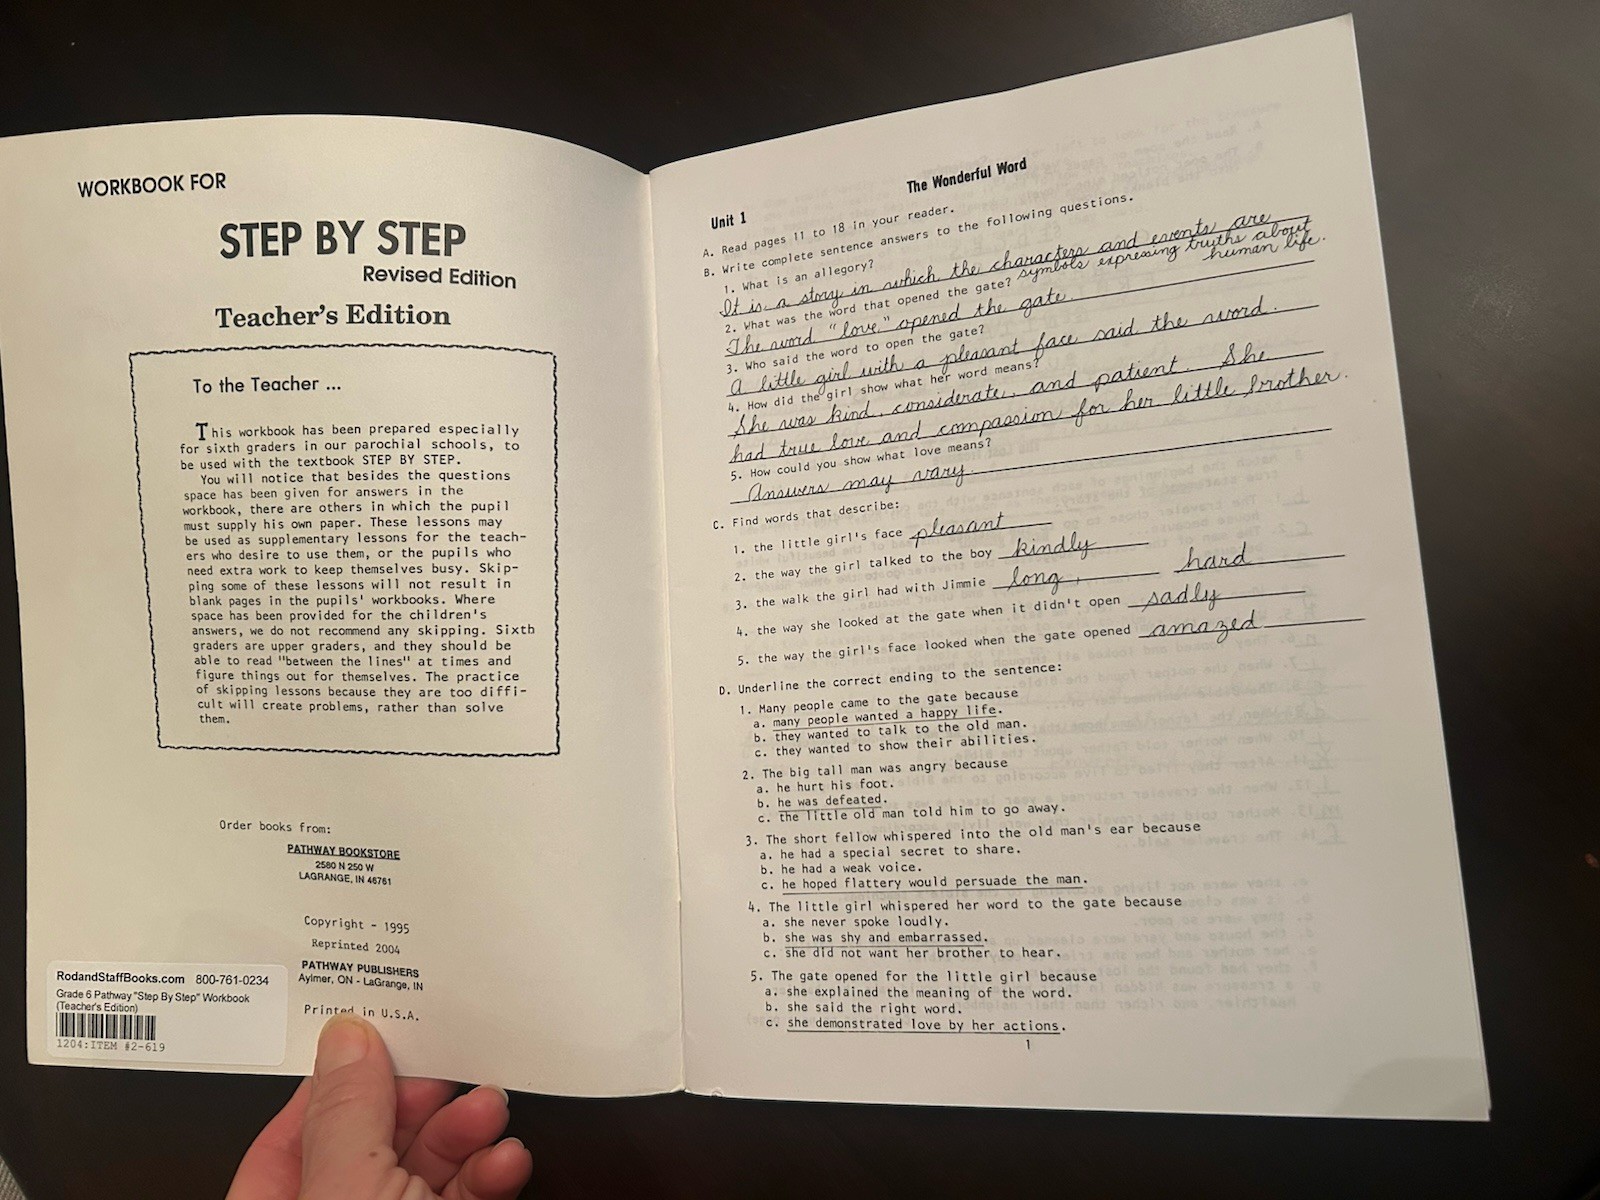 WORKBOOK FOR
STEP BY STEP
Revised Edition
Teacher's Edition
To the Teacher ...
This workbook has been prepared especially
for sixth graders in our parochial schools, to
be used with the textbook STEP BY STEP.
You will notice that besides the questions
space has been given for answers in the
workbook, there are others in which the pupil
must supply his own paper. These lessons may
be used as supplementary lessons for the teach-
ers who desire to use them, or the pupils who
need extra work to keep themselves busy. Skip-
ping some of these lessons will not result in
blank pages in the pupils' workbooks. Where
space has been provided for the children's
answers, we do not recommend any skipping. Sixth
graders are upper graders, and they should be
able to read "between the lines" at times and
figure things out for themselves. The practice
of skipping lessons because they are too diffi-
cult will create problems, rather than solve
them.
Order books from:
PATHWAY BOOKSTORE
2580 N 250 W
LAGRANGE, IN 46761
Copyright - 1995
Reprinted 2004
PATHWAY PUBLISHERS
Aylmer, ON - LaGrange, IN
Printed in U.S.A.
RodandStaffBooks.com 800-761-0234
Grade 6 Pathway "Step By Step" Workbook
(Teacher's Edition)
1204:ITEM #2-619
The Wonderful Word
Unit 1
A. Read pages 11 to 18 in your reader.
B. Write complete sentence answers to the following questions.
1. What is an allegory?
It is a story in which the characters and events are
symbols expressing truths about
human life.
2. What was the word that opened the gate?
The word "love" opened the gate.
3. Who said the word to open the gate?
A little girl with a pleasant face said the word.
4. How did the girl show what her word means?
She was kind, considerate, and patient. She
had true love and compassion for her little brother.
5. How could you show what love means?
Answers may vary.
C. Find words that describe:
1. the little girl's face pleasant
2. the way the girl talked to the boy kindly
3. the walk the girl had with Jimmie long, hard
4. the way she looked at the gate when it didn't open sadly
5. the way the girl's face looked when the gate opened amazed
D. Underline the correct ending to the sentence:
1. Many people came to the gate because
a. many people wanted a happy life.
b. they wanted to talk to the old man.
c. they wanted to show their abilities.
2. The big tall man was angry because
a. he hurt his foot.
b. he was defeated.
c. the little old man told him to go away.
3. The short fellow whispered into the old man's ear because
a. he had a special secret to share.
b. he had a weak voice.
c. he hoped flattery would persuade the man.
4. The little girl whispered her word to the gate because
a. she never spoke loudly.
b. she was shy and embarrassed.
c. she did not want her brother to hear.
5. The gate opened for the little girl because
a. she explained the meaning of the word.
b. she said the right word.
c. she demonstrated love by her actions.
1